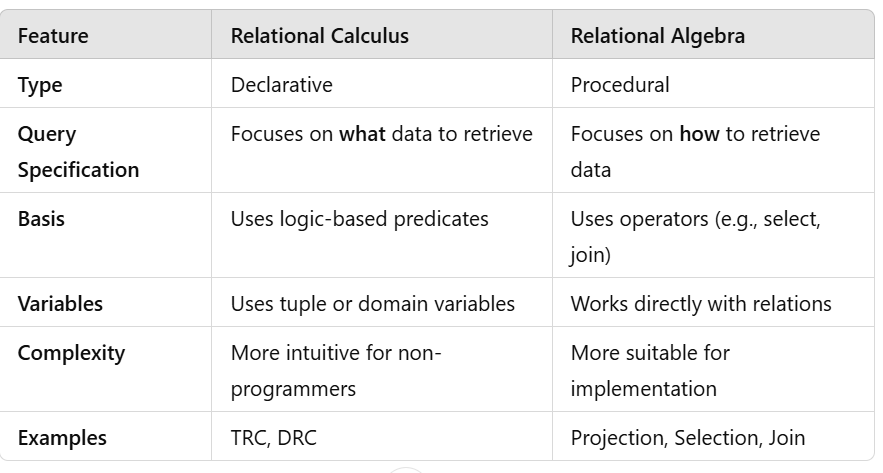 Feature Relational Calculus Relational Algebra
Type Declarative Procedural
Query Specification Focuses on what data to retrieve Focuses on how to retrieve data
Basis Uses logic-based predicates Uses operators (e.g., select, join)
Variables Uses tuple or domain variables Works directly with relations
Complexity More intuitive for non-programmers More suitable for implementation
Examples TRC, DRC Projection, Selection, Join